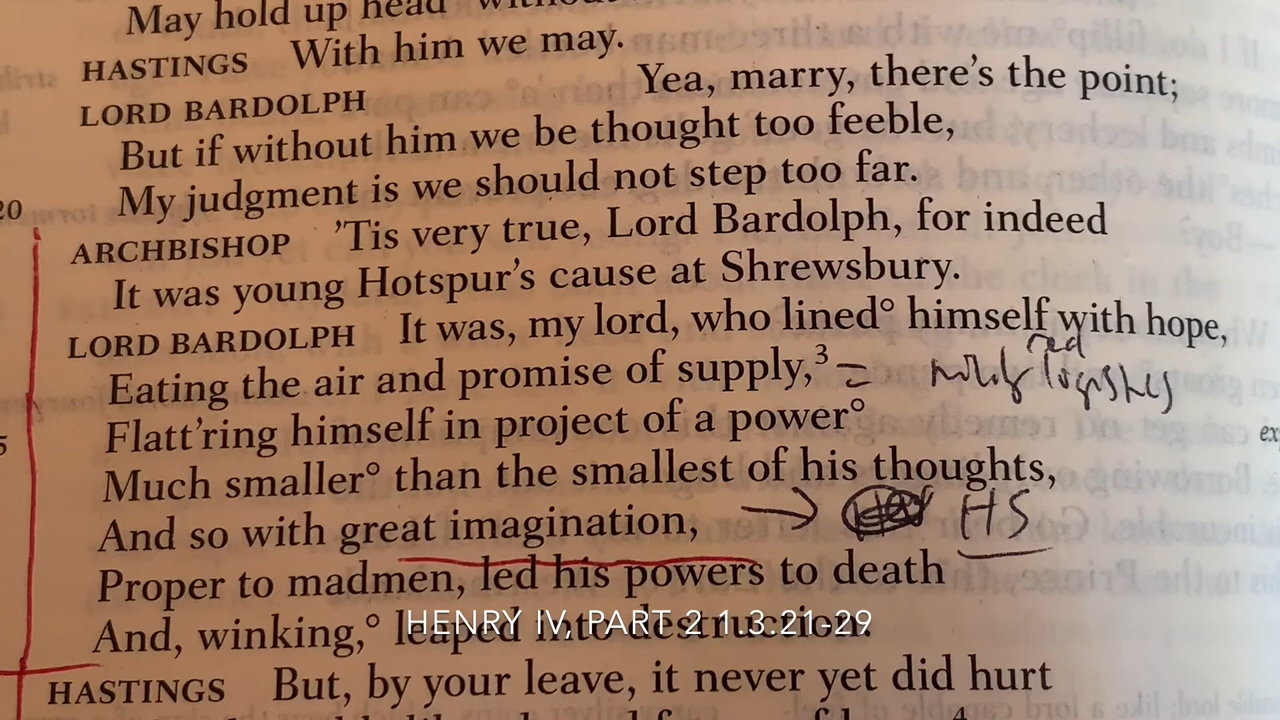 May hold up head
HASTINGS With him we may.
LORD BARDOLPH Yea, marry, there's the point;
But if without him we be thought too feeble,
My judgment is we should not step too far.
20
ARCHBISHOP 'Tis very true, Lord Bardolph, for indeed
It was young Hotspur's cause at Shrewsbury.
LORD BARDOLPH It was, my lord, who lined° himself with hope,
Eating the air and promise of supply,³ =
Flatt'ring himself in project of a power°
5
ex
Much smaller° than the smallest of his thoughts,
And so with great imagination, → HS
Proper to madmen, led his powers to death
And, winking,° leaped into destruction.
HENRY IV, PART 2 1.3.21-29
HASTINGS But, by your leave, it never yet did hurt